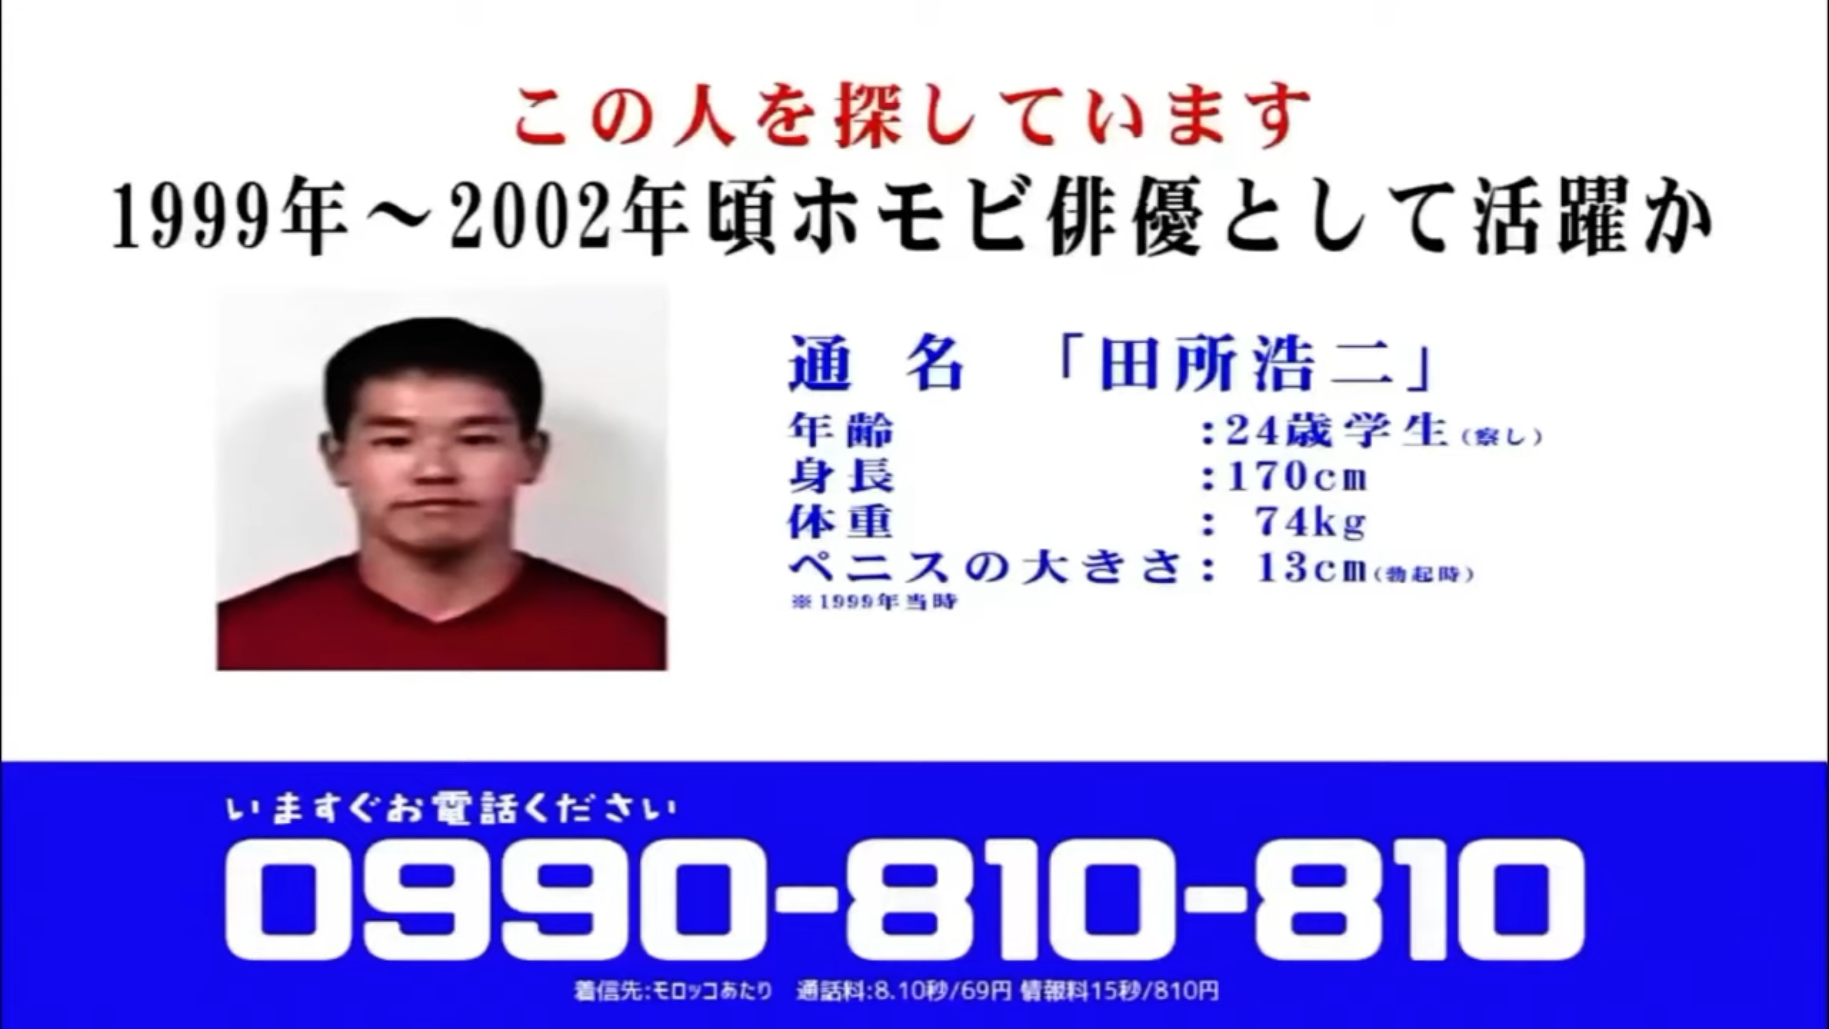 この人を探しています
1999年～2002年頃ホモビ俳優として活躍か
通名 「田所浩二」
年齢 :24歳学生(察し)
身長 :170cm
体重 : 74kg
ペニスの大きさ: 13cm(勃起時)
※1999年当時
いますぐお電話ください
0990-810-810
着信先:モロッコあたり 通話料:8.10秒/69円 情報料15秒/810円